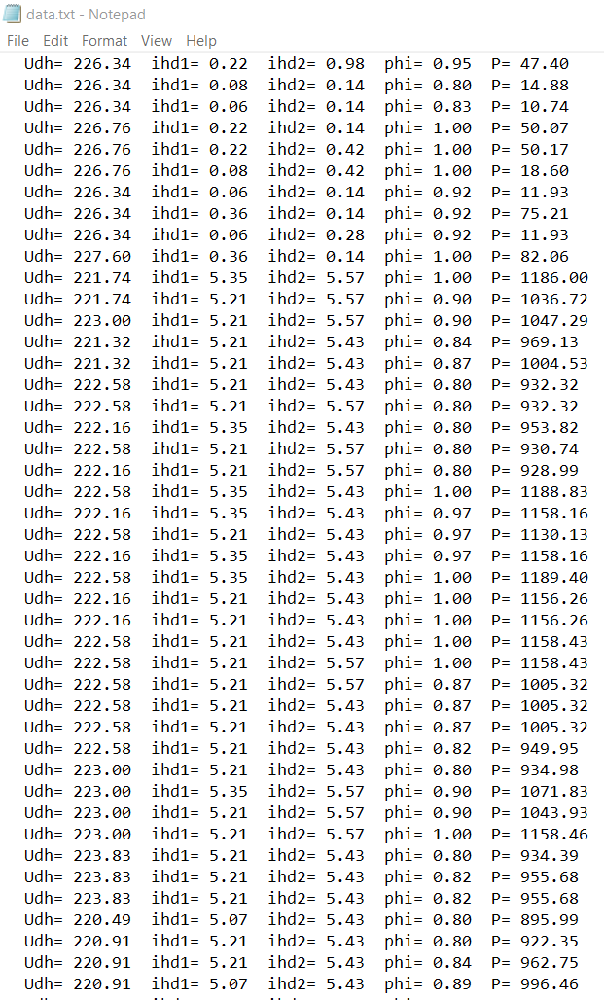 data.txt - Notepad
File Edit Format View Help
Udh= 226.34 ihd1= 0.22 ihd2= 0.98 phi= 0.95 P= 47.40
Udh= 226.34 ihd1= 0.08 ihd2= 0.14 phi= 0.80 P= 14.88
Udh= 226.34 ihd1= 0.06 ihd2= 0.14 phi= 0.83 P= 10.74
Udh= 226.76 ihd1= 0.22 ihd2= 0.14 phi= 1.00 P= 50.07
Udh= 226.76 ihd1= 0.22 ihd2= 0.42 phi= 1.00 P= 50.17
Udh= 226.76 ihd1= 0.08 ihd2= 0.42 phi= 1.00 P= 18.60
Udh= 226.34 ihd1= 0.06 ihd2= 0.14 phi= 0.92 P= 11.93
Udh= 226.34 ihd1= 0.36 ihd2= 0.14 phi= 0.92 P= 75.21
Udh= 226.34 ihd1= 0.06 ihd2= 0.28 phi= 0.92 P= 11.93
Udh= 227.60 ihd1= 0.36 ihd2= 0.14 phi= 1.00 P= 82.06
Udh= 221.74 ihd1= 5.35 ihd2= 5.57 phi= 1.00 P= 1186.00
Udh= 221.74 ihd1= 5.21 ihd2= 5.57 phi= 0.90 P= 1036.72
Udh= 223.00 ihd1= 5.21 ihd2= 5.57 phi= 0.90 P= 1047.29
Udh= 221.32 ihd1= 5.21 ihd2= 5.43 phi= 0.84 P= 969.13
Udh= 221.32 ihd1= 5.21 ihd2= 5.43 phi= 0.87 P= 1004.53
Udh= 222.58 ihd1= 5.21 ihd2= 5.43 phi= 0.80 P= 932.32
Udh= 222.58 ihd1= 5.21 ihd2= 5.57 phi= 0.80 P= 932.32
Udh= 222.16 ihd1= 5.35 ihd2= 5.43 phi= 0.80 P= 953.82
Udh= 222.58 ihd1= 5.21 ihd2= 5.57 phi= 0.80 P= 930.74
Udh= 222.16 ihd1= 5.21 ihd2= 5.57 phi= 0.80 P= 928.99
Udh= 222.58 ihd1= 5.35 ihd2= 5.43 phi= 1.00 P= 1188.83
Udh= 222.16 ihd1= 5.35 ihd2= 5.43 phi= 0.97 P= 1158.16
Udh= 222.58 ihd1= 5.21 ihd2= 5.43 phi= 0.97 P= 1130.13
Udh= 222.16 ihd1= 5.35 ihd2= 5.43 phi= 0.97 P= 1158.16
Udh= 222.58 ihd1= 5.35 ihd2= 5.43 phi= 1.00 P= 1189.40
Udh= 222.16 ihd1= 5.21 ihd2= 5.43 phi= 1.00 P= 1156.26
Udh= 222.16 ihd1= 5.21 ihd2= 5.43 phi= 1.00 P= 1156.26
Udh= 222.58 ihd1= 5.21 ihd2= 5.43 phi= 1.00 P= 1158.43
Udh= 222.58 ihd1= 5.21 ihd2= 5.57 phi= 1.00 P= 1158.43
Udh= 222.58 ihd1= 5.21 ihd2= 5.57 phi= 0.87 P= 1005.32
Udh= 222.58 ihd1= 5.21 ihd2= 5.43 phi= 0.87 P= 1005.32
Udh= 222.58 ihd1= 5.21 ihd2= 5.43 phi= 0.87 P= 1005.32
Udh= 222.58 ihd1= 5.21 ihd2= 5.43 phi= 0.82 P= 949.95
Udh= 223.00 ihd1= 5.21 ihd2= 5.43 phi= 0.80 P= 934.98
Udh= 223.00 ihd1= 5.35 ihd2= 5.57 phi= 0.90 P= 1071.83
Udh= 223.00 ihd1= 5.21 ihd2= 5.57 phi= 0.90 P= 1043.93
Udh= 223.00 ihd1= 5.21 ihd2= 5.57 phi= 1.00 P= 1158.46
Udh= 223.83 ihd1= 5.21 ihd2= 5.43 phi= 0.80 P= 934.39
Udh= 223.83 ihd1= 5.21 ihd2= 5.43 phi= 0.82 P= 955.68
Udh= 223.83 ihd1= 5.21 ihd2= 5.43 phi= 0.82 P= 955.68
Udh= 220.49 ihd1= 5.07 ihd2= 5.43 phi= 0.80 P= 895.99
Udh= 220.91 ihd1= 5.21 ihd2= 5.43 phi= 0.80 P= 922.35
Udh= 220.91 ihd1= 5.21 ihd2= 5.43 phi= 0.84 P= 962.75
Udh= 220.91 ihd1= 5.07 ihd2= 5.43 phi= 0.89 P= 996.46